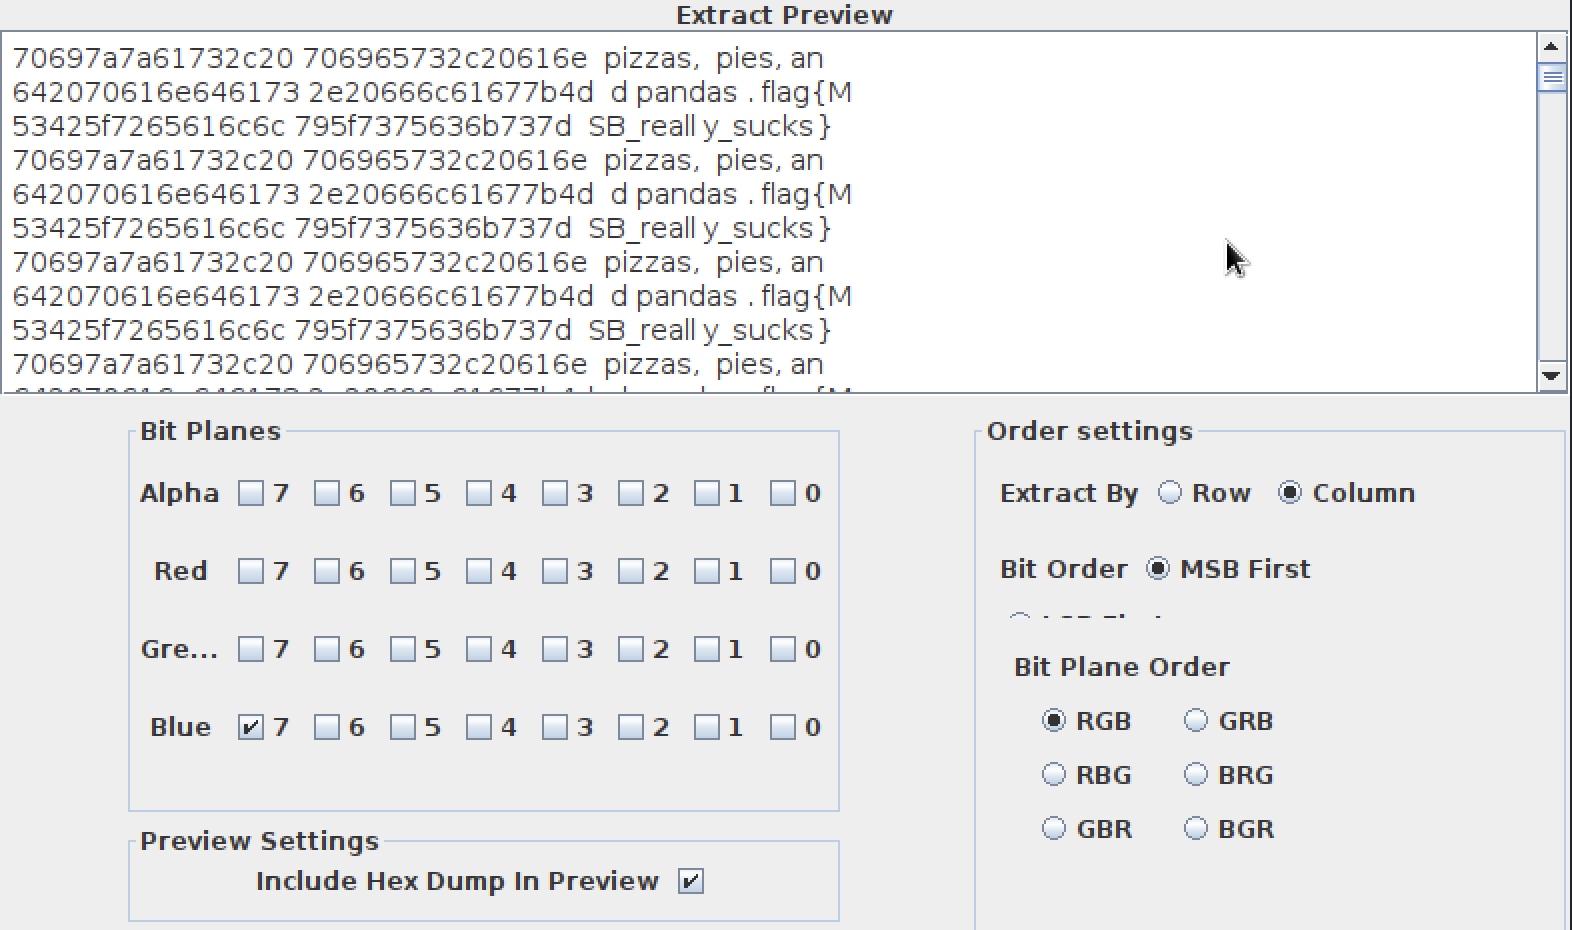 Extract Preview
70697a7a61732c20 706965732c20616e  pizzas,  pies, an
642070616e646173 2e20666c61677b4d  d pandas . flag{M
53425f7265616c6c 795f7375636b737d  SB_reall y_sucks}
70697a7a61732c20 706965732c20616e  pizzas,  pies, an
642070616e646173 2e20666c61677b4d  d pandas . flag{M
53425f7265616c6c 795f7375636b737d  SB_reall y_sucks}
70697a7a61732c20 706965732c20616e  pizzas,  pies, an
642070616e646173 2e20666c61677b4d  d pandas . flag{M
53425f7265616c6c 795f7375636b737d  SB_reall y_sucks}
70697a7a61732c20 706965732c20616e  pizzas,  pies, an
Bit Planes
Alpha 7 6 5 4 3 2 1 0
Red 7 6 5 4 3 2 1 0
Gre... 7 6 5 4 3 2 1 0
Blue 7 6 5 4 3 2 1 0
Preview Settings
Include Hex Dump In Preview
Order settings
Extract By Row Column
Bit Order MSB First
Bit Plane Order
RGB GRB
RBG BRG
GBR BGR